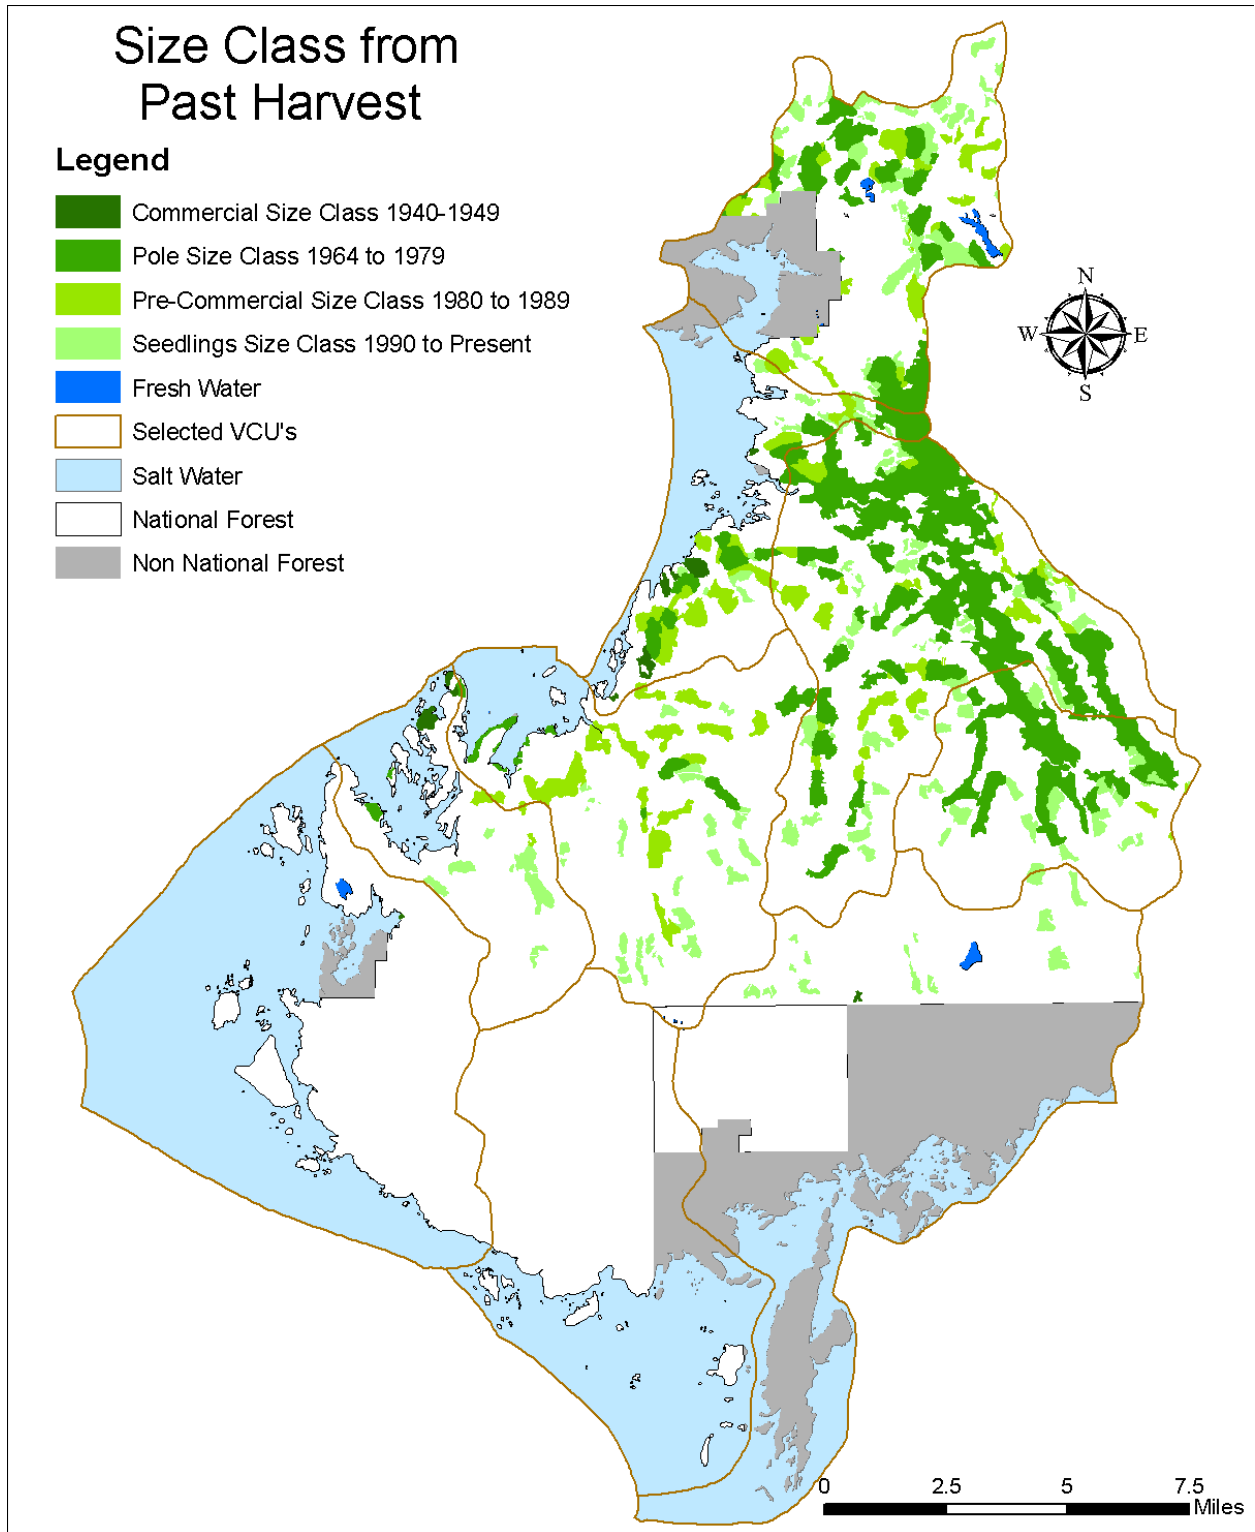 Size Class from
Past Harvest
Legend
Commercial Size Class 1940-1949
Pole Size Class 1964 to 1979
Pre-Commercial Size Class 1980 to 1989
Seedlings Size Class 1990 to Present
Fresh Water
Selected VCU's
Salt Water
National Forest
Non National Forest
N
W E
S
0 2.5 5 7.5
Miles